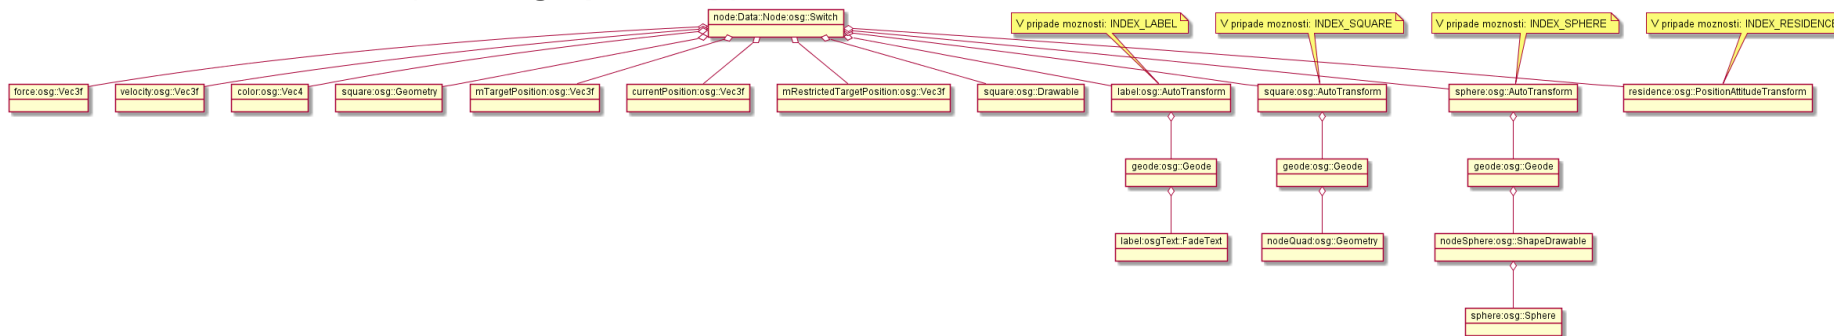 node:Data::Node:osg::Switch
V pripade moznosti: INDEX_LABEL
V pripade moznosti: INDEX_SQUARE
V pripade moznosti: INDEX_SPHERE
V pripade moznosti: INDEX_RESIDENCE
force:osg::Vec3f
velocity:osg::Vec3f
color:osg::Vec4
square:osg::Geometry
mTargetPosition:osg::Vec3f
currentPosition:osg::Vec3f
mRestrictedTargetPosition:osg::Vec3f
square:osg::Drawable
label:osg::AutoTransform
square:osg::AutoTransform
sphere:osg::AutoTransform
residence:osg::PositionAttitudeTransform
geode:osg::Geode
geode:osg::Geode
geode:osg::Geode
label:osgText::FadeText
nodeQuad:osg::Geometry
nodeSphere:osg::ShapeDrawable
sphere:osg::Sphere